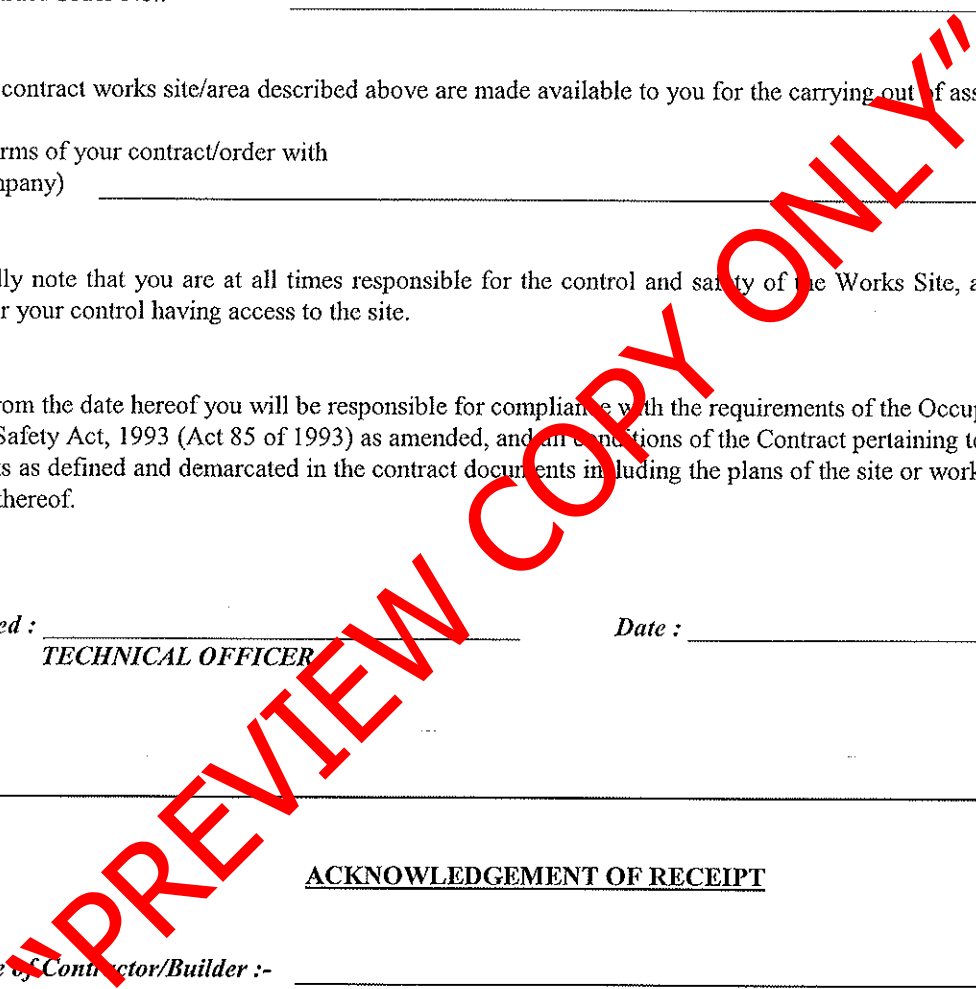 contract works site/area described above are made available to you for the carrying out of ass
rms of your contract/order with
npany)
lly note that you are at all times responsible for the control and safety of the Works Site, a
r your control having access to the site.
rom the date hereof you will be responsible for compliance with the requirements of the Occup
Safety Act, 1993 (Act 85 of 1993) as amended, and all conditions of the Contract pertaining to
ts as defined and demarcated in the contract documents including the plans of the site or work
thereof.
ed : Date :
TECHNICAL OFFICER
ACKNOWLEDGEMENT OF RECEIPT
e of Contractor/Builder :-
“PREVIEW COPY ONLY”